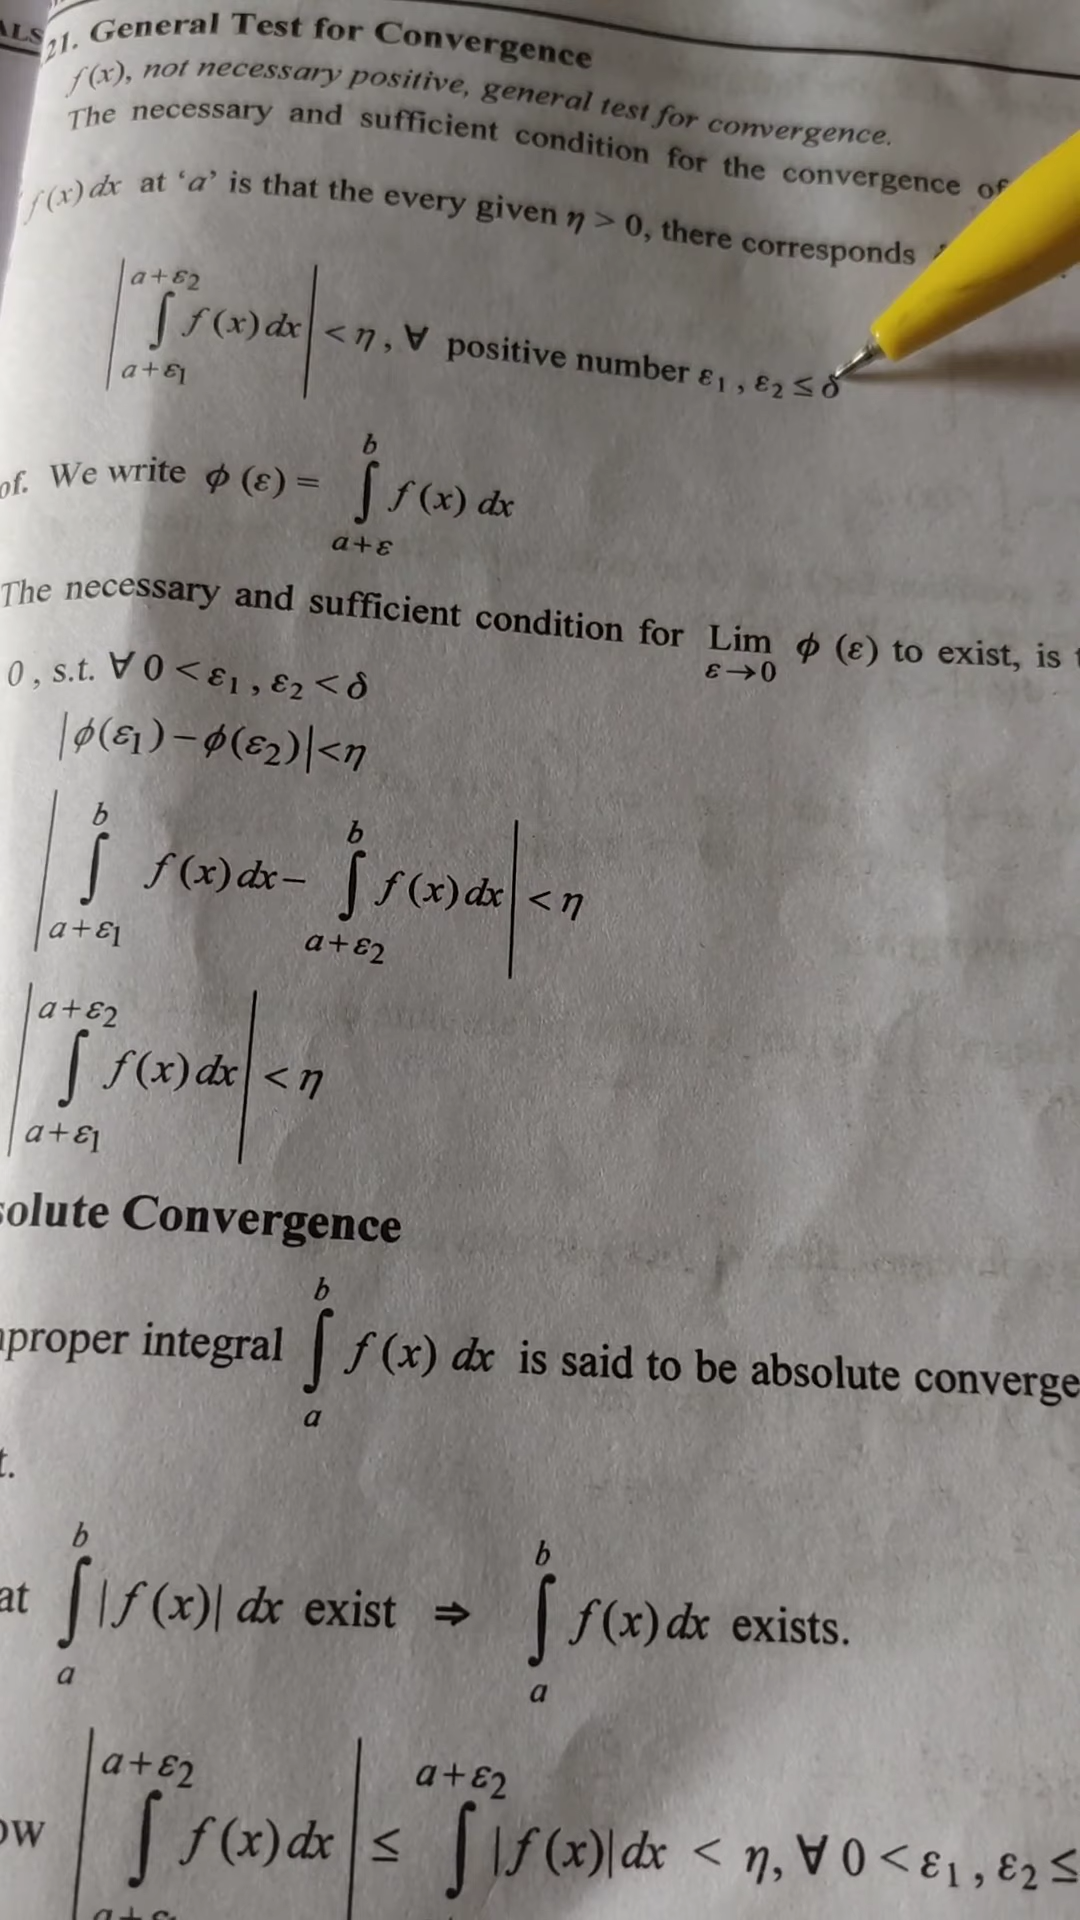 ALS
21. General Test for Convergence
f(x), not necessary positive, general test for convergence.
The necessary and sufficient condition for the convergence of
f(x) dx at ‘a’ is that the every given η > 0, there corresponds
| ∫_{a+ε1}^{a+ε2} f(x) dx | < η, ∀ positive number ε1, ε2 ≤ δ
of. We write ϕ(ε) = ∫_{a+ε}^{b} f(x) dx
The necessary and sufficient condition for Lim_{ε→0} ϕ(ε) to exist, is
0, s.t. ∀ 0 < ε1, ε2 < δ
|ϕ(ε1) − ϕ(ε2)| < η
| ∫_{a+ε1}^{b} f(x) dx − ∫_{a+ε2}^{b} f(x) dx | < η
| ∫_{a+ε1}^{a+ε2} f(x) dx | < η
solute Convergence
proper integral ∫_{a}^{b} f(x) dx is said to be absolute converge
t.
at ∫_{a}^{b} |f(x)| dx exist ⇒ ∫_{a}^{b} f(x) dx exists.
ow | ∫^{a+ε2} f(x) dx | ≤ ∫^{a+ε2} |f(x)| dx < η, ∀ 0 < ε1, ε2 ≤